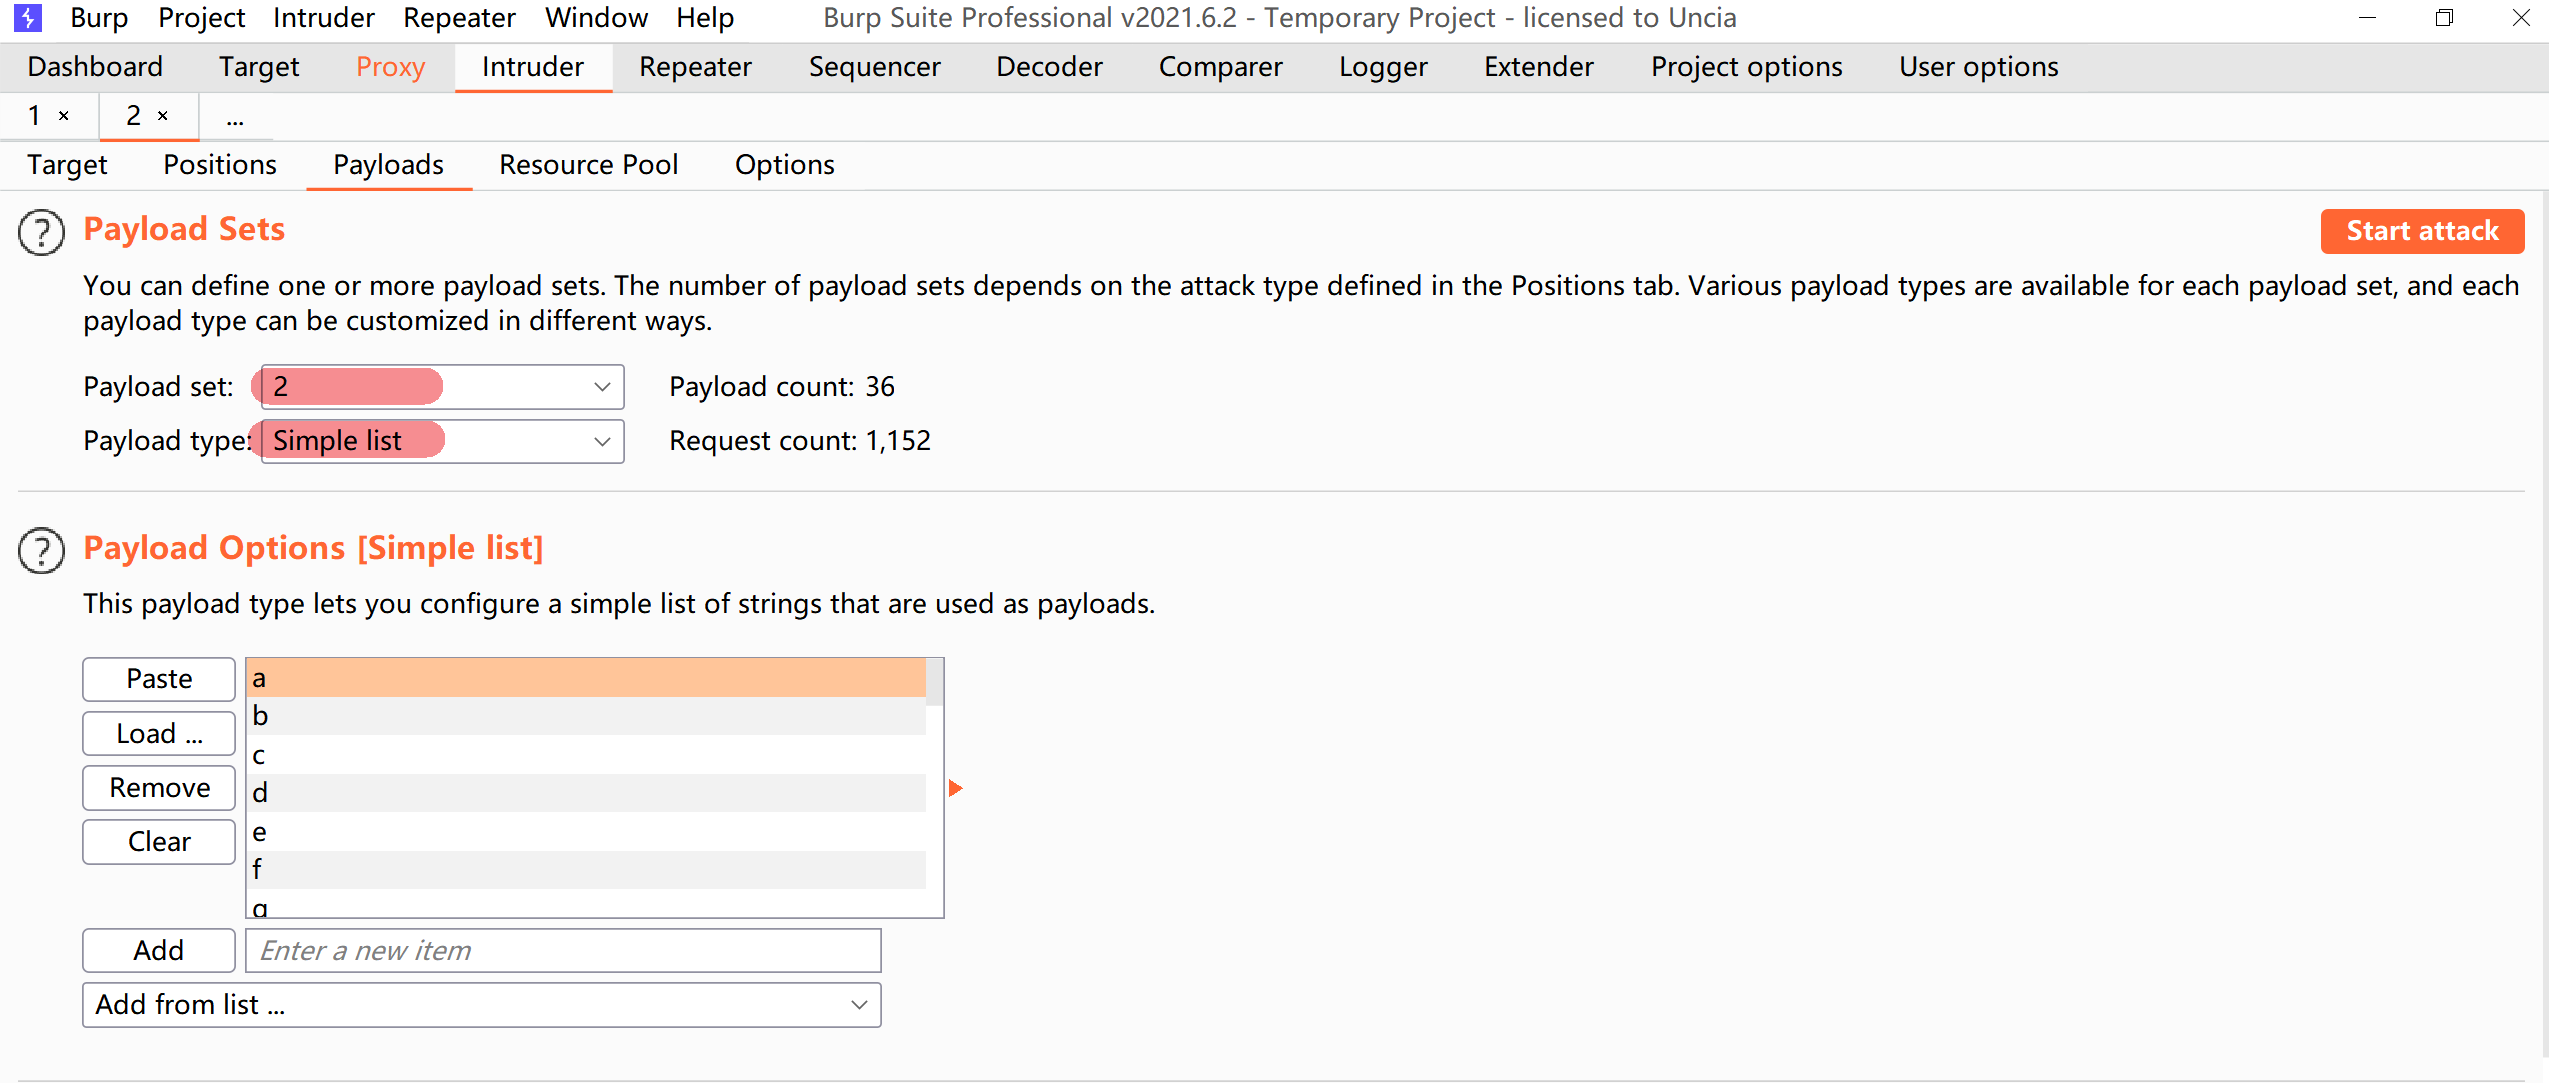 Burp Project Intruder Repeater Window Help Burp Suite Professional v2021.6.2 - Temporary Project - licensed to Uncia
Dashboard Target Proxy Intruder Repeater Sequencer Decoder Comparer Logger Extender Project options User options
1 × 2 × ...
Target Positions Payloads Resource Pool Options
? Payload Sets Start attack
You can define one or more payload sets. The number of payload sets depends on the attack type defined in the Positions tab. Various payload types are available for each payload set, and each
payload type can be customized in different ways.
Payload set: 2 Payload count: 36
Payload type: Simple list Request count: 1,152
? Payload Options [Simple list]
This payload type lets you configure a simple list of strings that are used as payloads.
Paste
Load ...
Remove
Clear
a
b
c
d
e
f
g
Add Enter a new item
Add from list ...